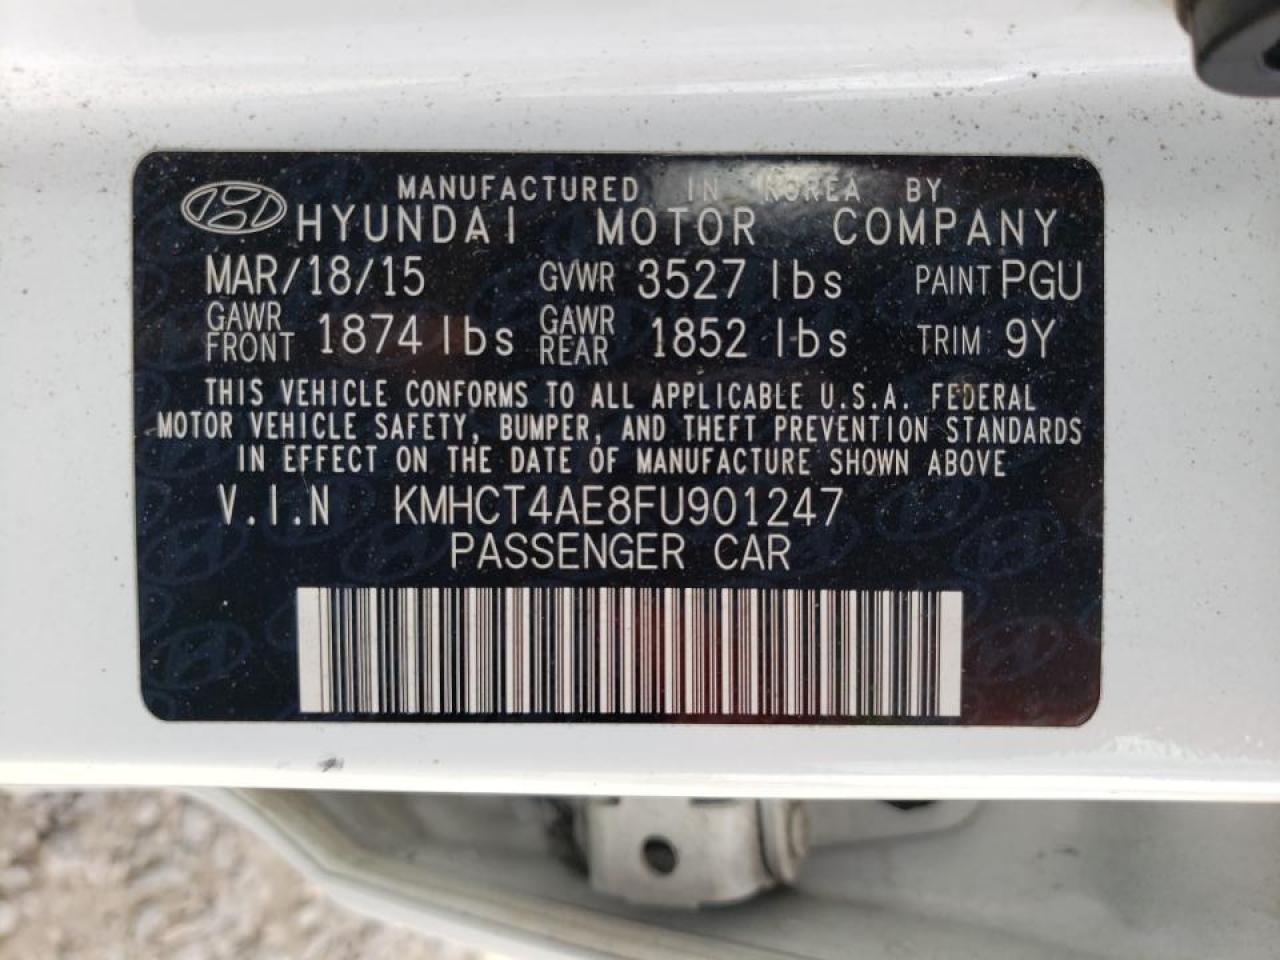 MANUFACTURED IN KOREA BY
HYUNDAI MOTOR COMPANY
MAR/18/15 GVWR 3527 lbs PAINT PGU
GAWR FRONT 1874 lbs GAWR REAR 1852 lbs TRIM 9Y
THIS VEHICLE CONFORMS TO ALL APPLICABLE U.S.A. FEDERAL
MOTOR VEHICLE SAFETY, BUMPER, AND THEFT PREVENTION STANDARDS
IN EFFECT ON THE DATE OF MANUFACTURE SHOWN ABOVE
V.I.N KMHCT4AE8FU901247
PASSENGER CAR